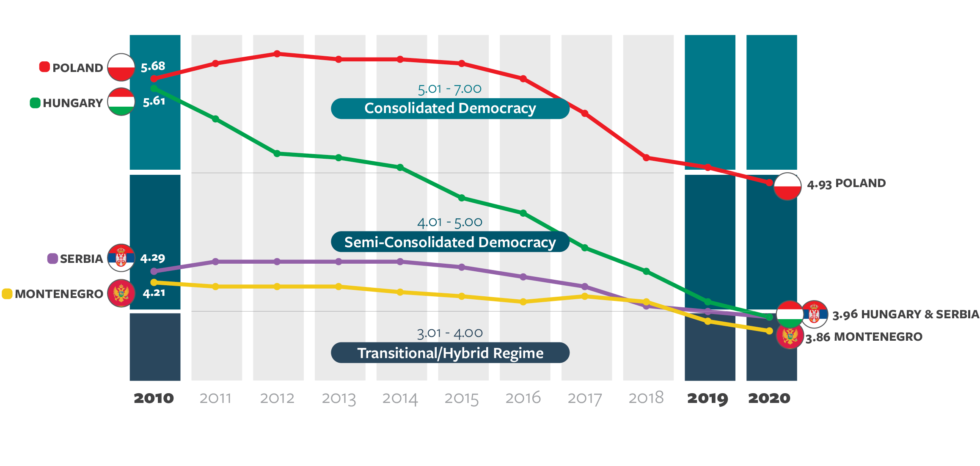 POLAND 5.68
HUNGARY 5.61
5.01 - 7.00
Consolidated Democracy
4.93 POLAND
4.01 - 5.00
Semi-Consolidated Democracy
SERBIA 4.29
MONTENEGRO 4.21
3.96 HUNGARY & SERBIA
3.01 - 4.00
3.86 MONTENEGRO
Transitional/Hybrid Regime
2010 2011 2012 2013 2014 2015 2016 2017 2018 2019 2020